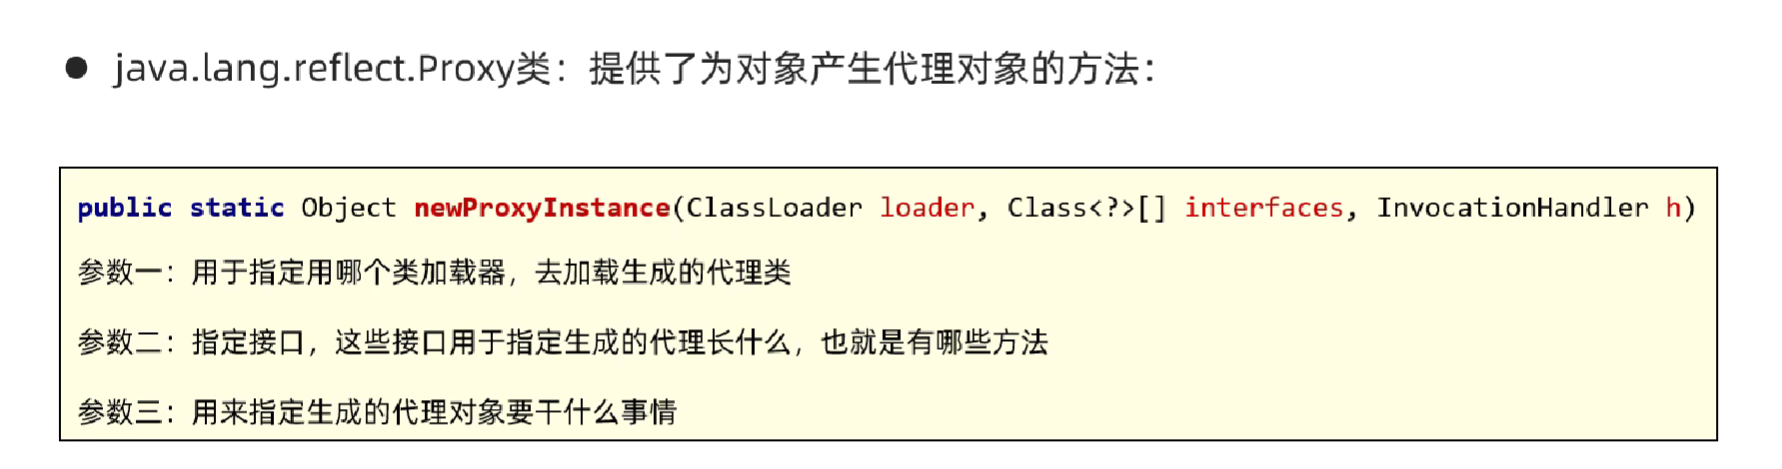 ● java.lang.reflect.Proxy类：提供了为对象产生代理对象的方法：
public static Object newProxyInstance(ClassLoader loader, Class<?>[] interfaces, InvocationHandler h)
参数一：用于指定用哪个类加载器，去加载生成的代理类
参数二：指定接口，这些接口用于指定生成的代理长什么，也就是有哪些方法
参数三：用来指定生成的代理对象要干什么事情